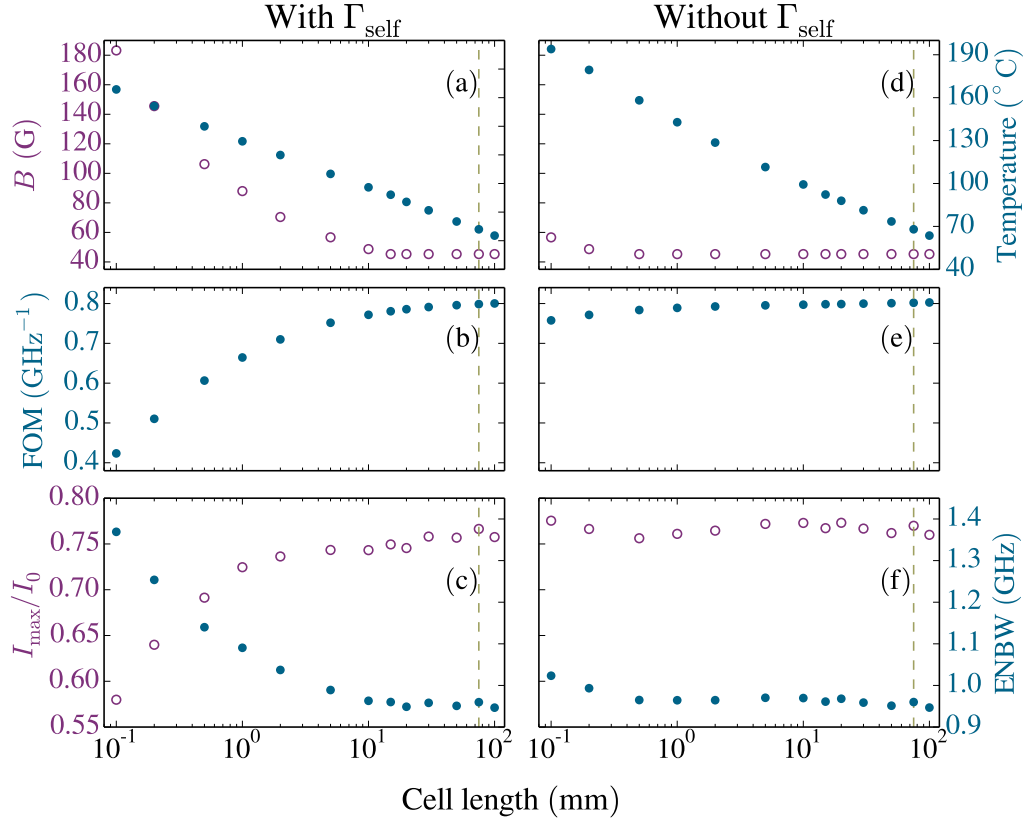 With Γself
Without Γself
B (G)
180
160
140
120
100
80
60
40
(a)
(d)
190
160
130
100
70
40
Temperature (° C)
FOM (GHz⁻¹)
0.8
0.7
0.6
0.5
0.4
(b)
(e)
Imax/I0
0.80
0.75
0.70
0.65
0.60
0.55
(c)
(f)
1.4
1.3
1.2
1.1
1.0
0.9
ENBW (GHz)
10⁻¹ 10⁰ 10¹ 10² 10⁻¹ 10⁰ 10¹ 10²
Cell length (mm)